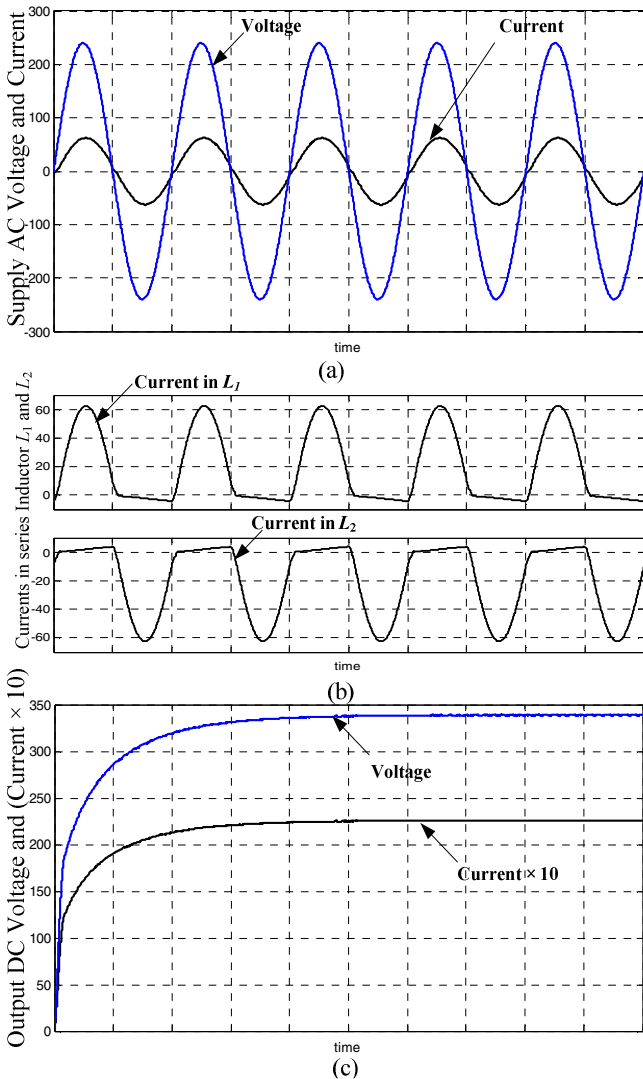 Supply AC Voltage and Current
300
200
100
0
-100
-200
-300
Voltage
Current
time
(a)
Currents in series Inductor L1 and L2
60
40
20
0
Current in L1
0
-20
-40
-60
Current in L2
time
(b)
Output DC Voltage and (Current × 10)
350
300
250
200
150
100
50
0
Voltage
Current × 10
time
(c)